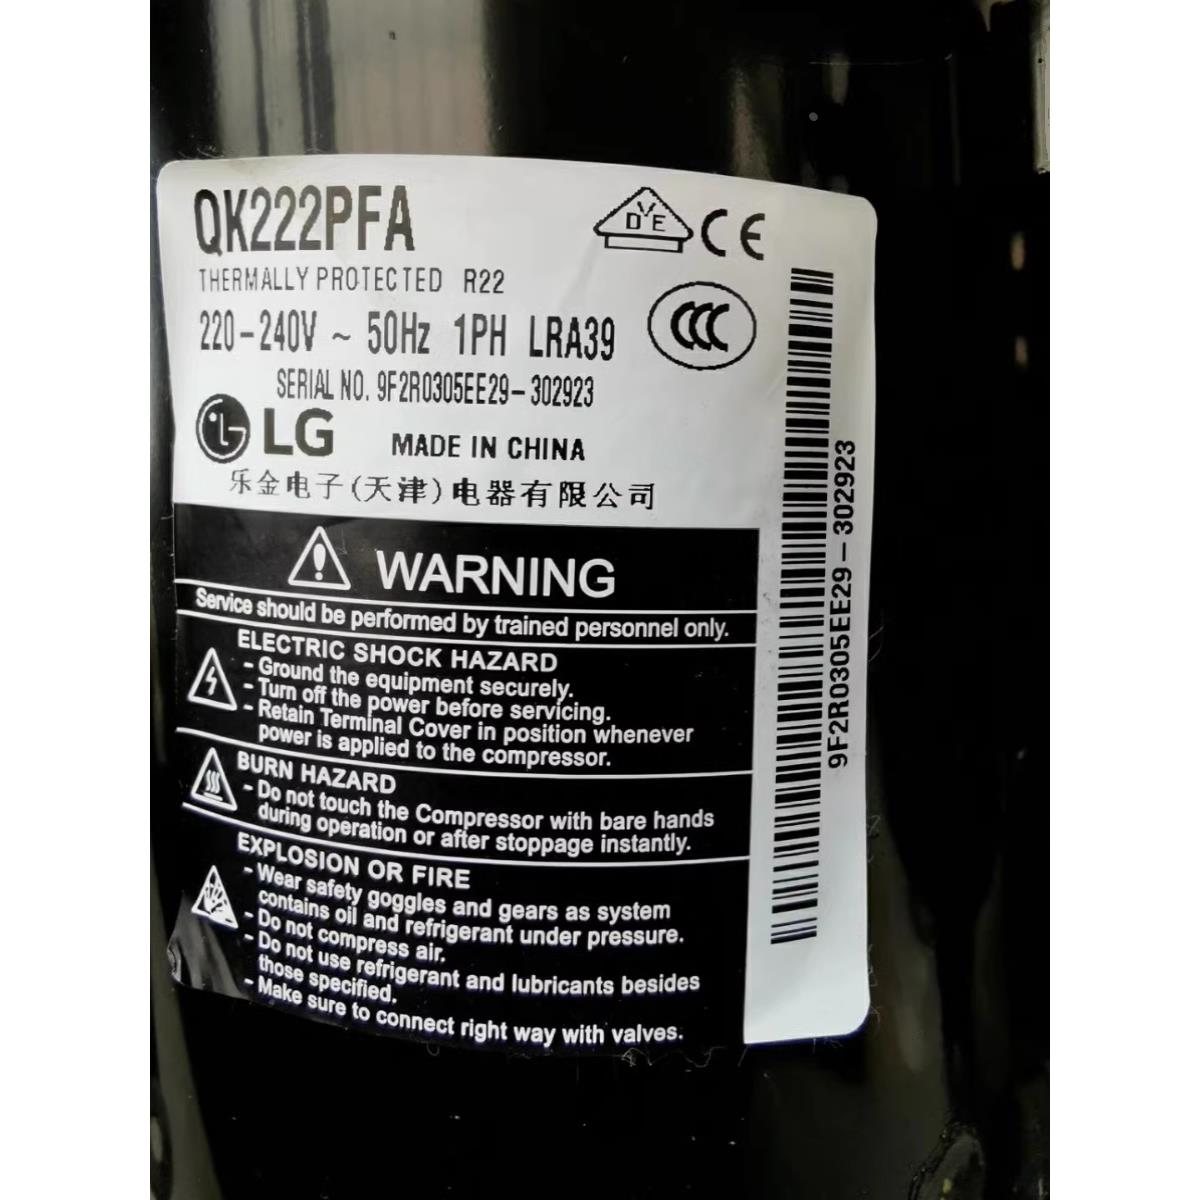 QK222PFA
THERMALLY PROTECTED R22
220-240V ~ 50Hz 1PH LRA39
SERIAL NO. 9F2R0305EE29-302923
LG
MADE IN CHINA
乐金电子(天津)电器有限公司
DVE
CE
CCC
9F2R0305EE29-302923
WARNING
Service should be performed by trained personnel only.
ELECTRIC SHOCK HAZARD
- Ground the equipment securely.
- Turn off the power before servicing.
- Retain Terminal Cover in position whenever
power is applied to the compressor.
BURN HAZARD
- Do not touch the Compressor with bare hands
during operation or after stoppage instantly.
EXPLOSION OR FIRE
- Wear safety goggles and gears as system
contains oil and refrigerant under pressure.
- Do not compress air.
- Do not use refrigerant and lubricants besides
those specified.
- Make sure to connect right way with valves.